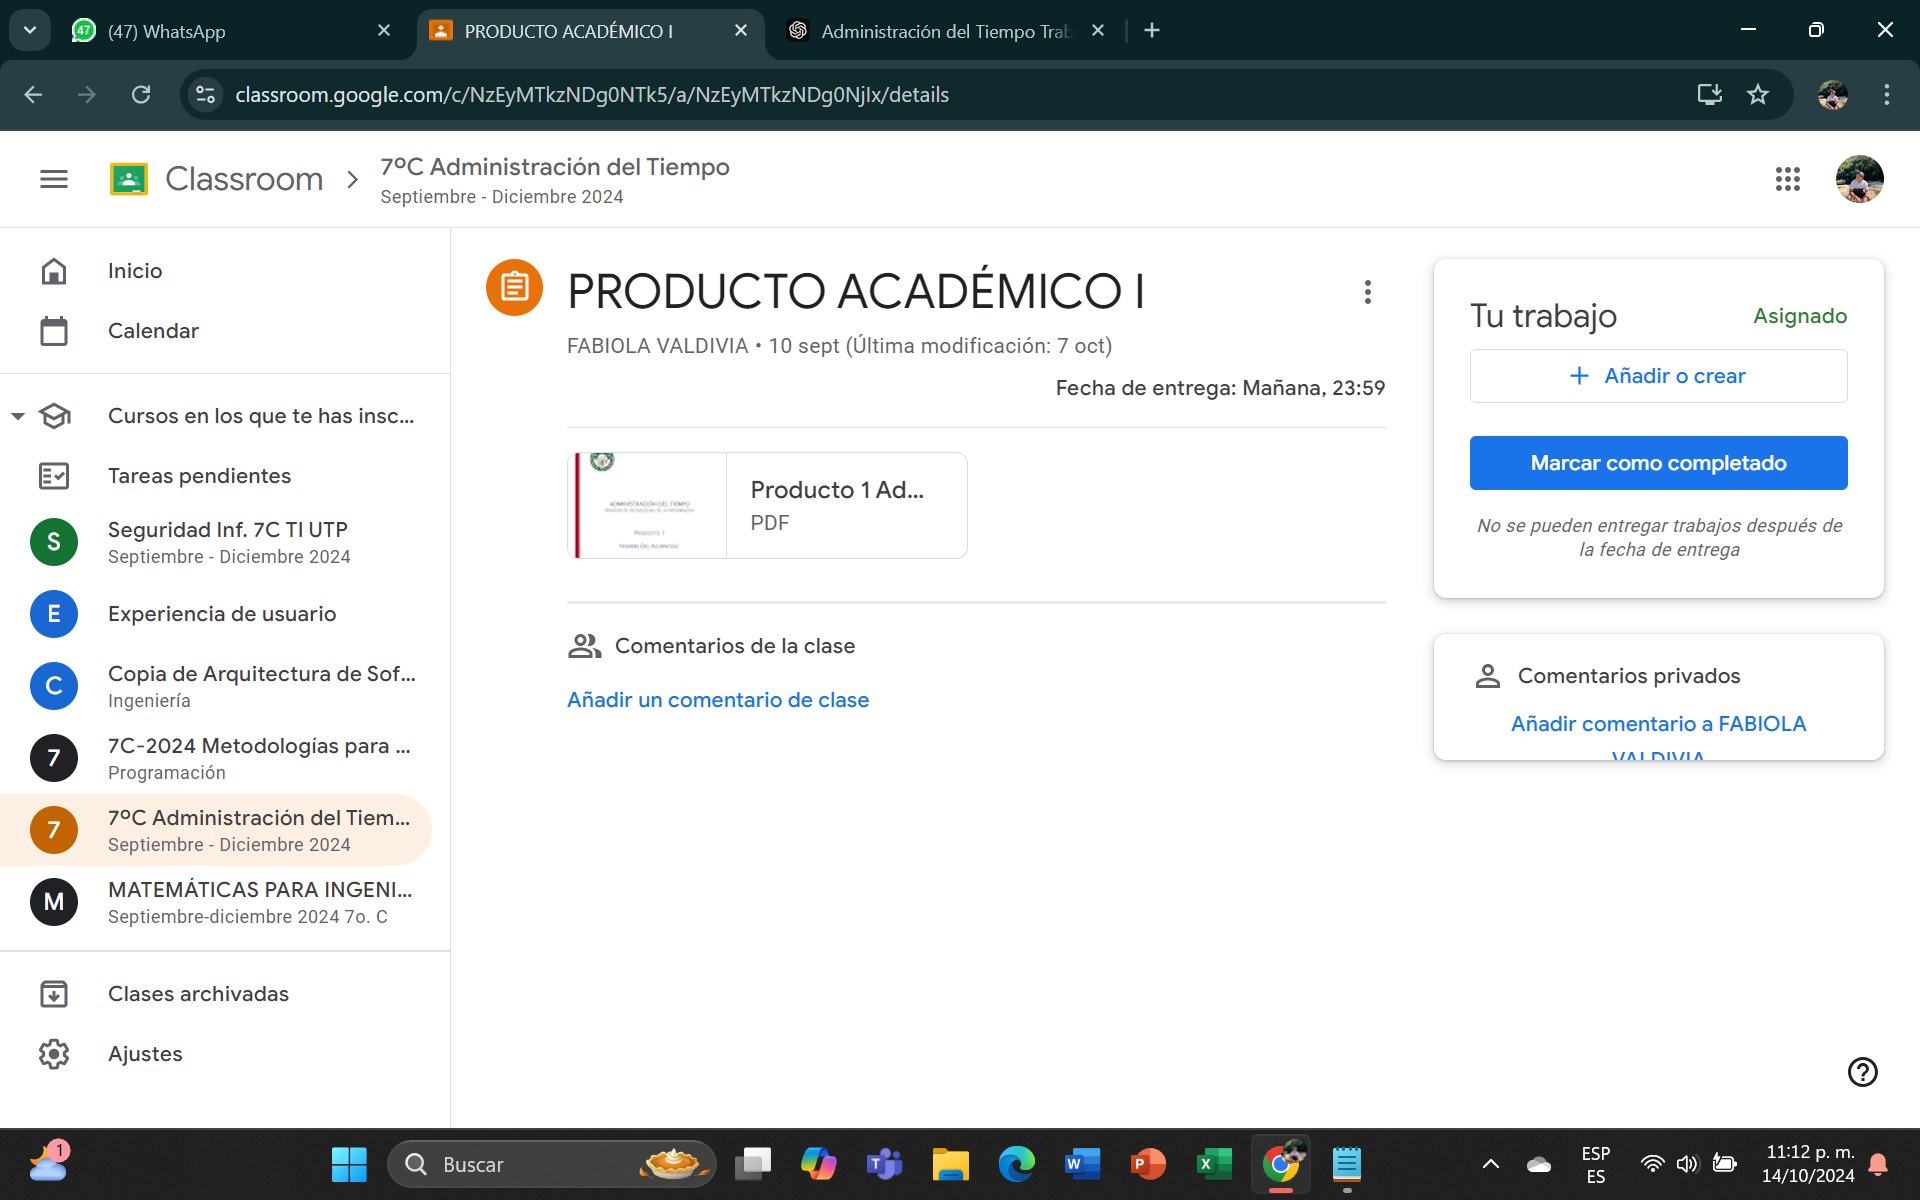 (47) WhatsApp
PRODUCTO ACADÉMICO I
Administración del Tiempo Trab
classroom.google.com/c/NzEyMTkzNDg0NTk5/a/NzEyMTkzNDg0NjIx/details
Classroom
7ºC Administración del Tiempo
Septiembre - Diciembre 2024
Inicio
Calendar
Cursos en los que te has insc...
Tareas pendientes
S
Seguridad Inf. 7C TI UTP
Septiembre - Diciembre 2024
E
Experiencia de usuario
C
Copia de Arquitectura de Sof...
Ingeniería
7
7C-2024 Metodologías para ...
Programación
7
7ºC Administración del Tiem...
Septiembre - Diciembre 2024
M
MATEMÁTICAS PARA INGENI...
Septiembre-diciembre 2024 7o. C
Clases archivadas
Ajustes
PRODUCTO ACADÉMICO I
FABIOLA VALDIVIA • 10 sept (Última modificación: 7 oct)
Fecha de entrega: Mañana, 23:59
ADMINISTRACIÓN DEL TIEMPO
PRODUCTO 1
Producto 1 Ad...
PDF
Comentarios de la clase
Añadir un comentario de clase
Tu trabajo
Asignado
+ Añadir o crear
Marcar como completado
No se pueden entregar trabajos después de
la fecha de entrega
Comentarios privados
Añadir comentario a FABIOLA
VALDIVIA
1
Buscar
ESP
ES
11:12 p. m.
14/10/2024